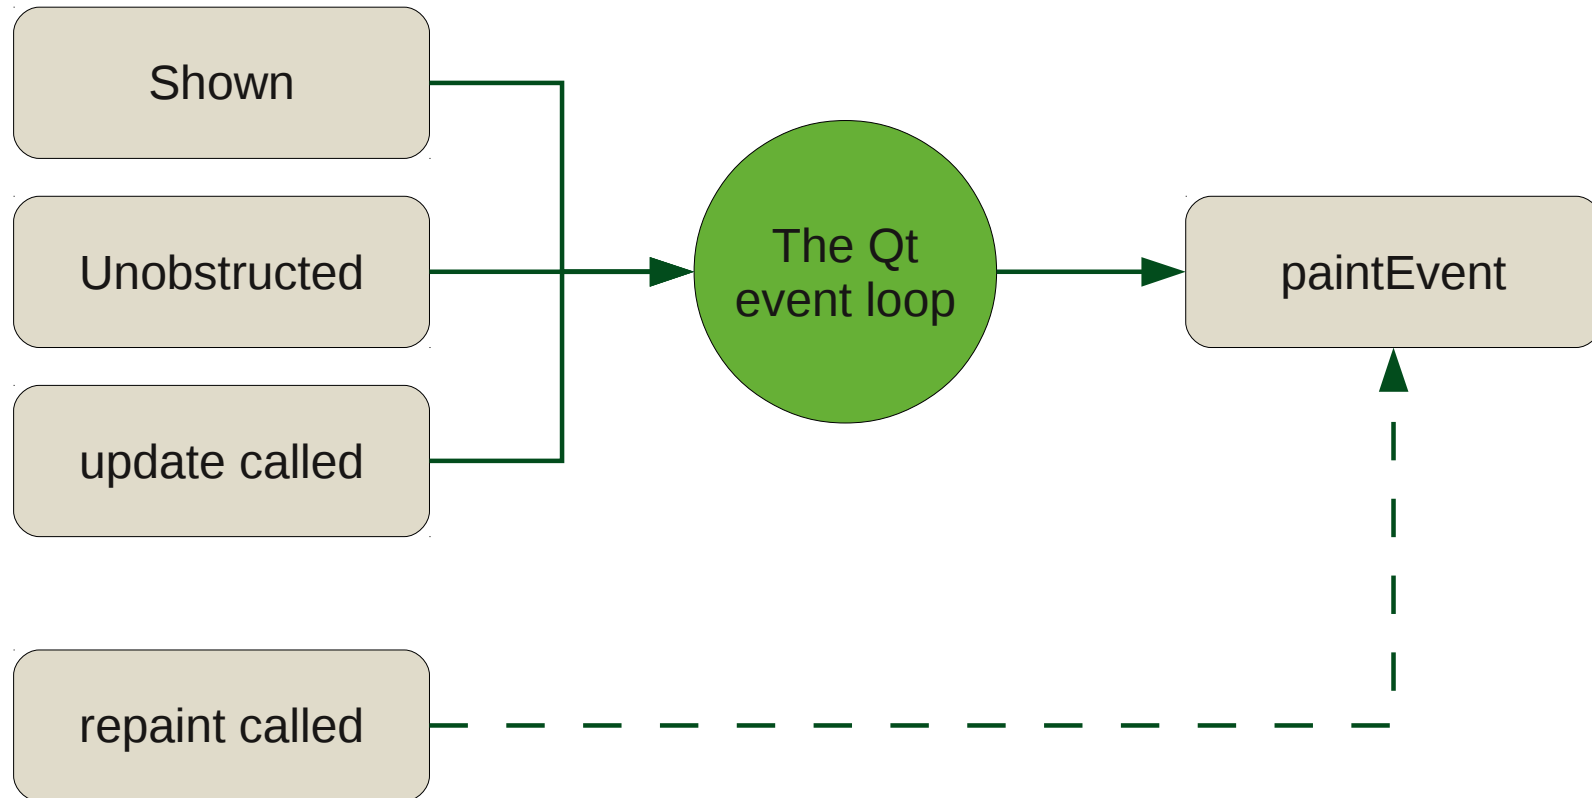 Shown
Unobstructed
update called
repaint called
The Qt
event loop
paintEvent